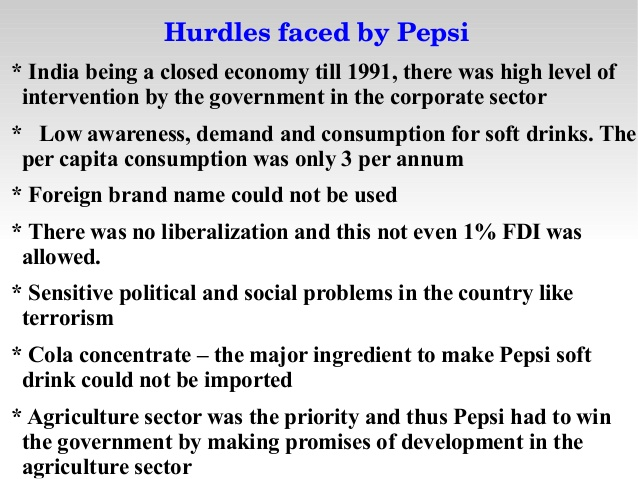 Hurdles faced by Pepsi
* India being a closed economy till 1991, there was high level of
intervention by the government in the corporate sector
* Low awareness, demand and consumption for soft drinks. The
per capita consumption was only 3 per annum
* Foreign brand name could not be used
* There was no liberalization and this not even 1% FDI was
allowed.
* Sensitive political and social problems in the country like
terrorism
* Cola concentrate – the major ingredient to make Pepsi soft
drink could not be imported
* Agriculture sector was the priority and thus Pepsi had to win
the government by making promises of development in the
agriculture sector